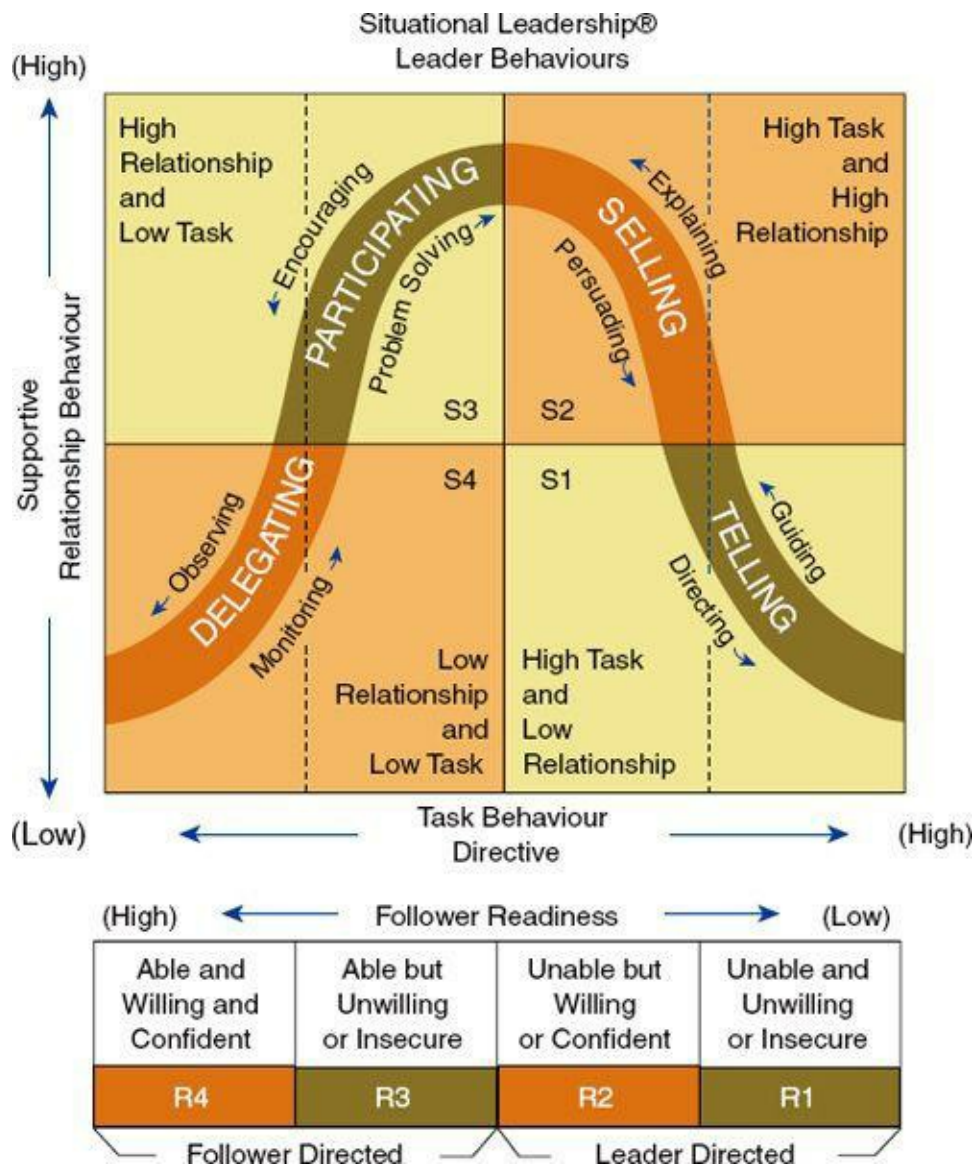 Situational Leadership®
Leader Behaviours
(High)
High
Relationship
and
Low Task
High Task
and
High
Relationship
Encouraging
PARTICIPATING
Problem Solving
SELLING
Explaining
Persuading
S3
S2
Supportive
Relationship Behaviour
S4
S1
Observing
DELEGATING
Monitoring
TELLING
Guiding
Directing
Low
Relationship
and
Low Task
High Task
and
Low
Relationship
(Low)
Task Behaviour
Directive
(High)
(High)
Follower Readiness
(Low)
Able and
Willing and
Confident
Able but
Unwilling
or Insecure
Unable but
Willing
or Confident
Unable and
Unwilling
or Insecure
R4
R3
R2
R1
Follower Directed
Leader Directed